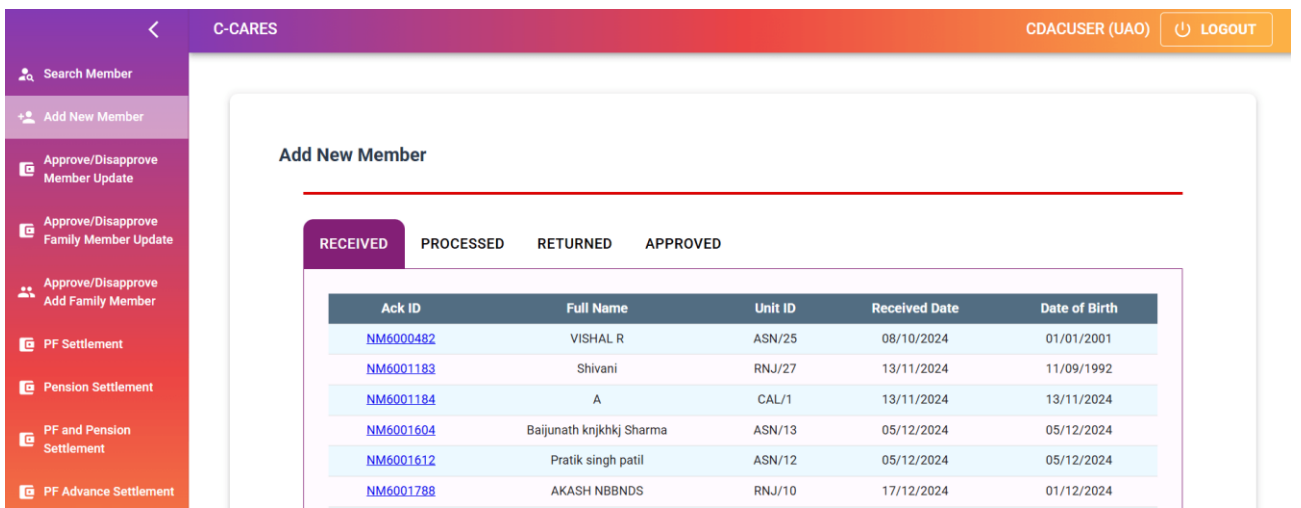 C-CARES
CDACUSER (UAO)
LOGOUT
Search Member
Add New Member
Approve/Disapprove
Member Update
Approve/Disapprove
Family Member Update
Approve/Disapprove
Add Family Member
PF Settlement
Pension Settlement
PF and Pension
Settlement
PF Advance Settlement
Add New Member
RECEIVED PROCESSED RETURNED APPROVED
Ack ID Full Name Unit ID Received Date Date of Birth
NM6000482 VISHAL R ASN/25 08/10/2024 01/01/2001
NM6001183 Shivani RNJ/27 13/11/2024 11/09/1992
NM6001184 A CAL/1 13/11/2024 13/11/2024
NM6001604 Baijunath knjkhkj Sharma ASN/13 05/12/2024 05/12/2024
NM6001612 Pratik singh patil ASN/12 05/12/2024 05/12/2024
NM6001788 AKASH NBBNDS RNJ/10 17/12/2024 01/12/2024